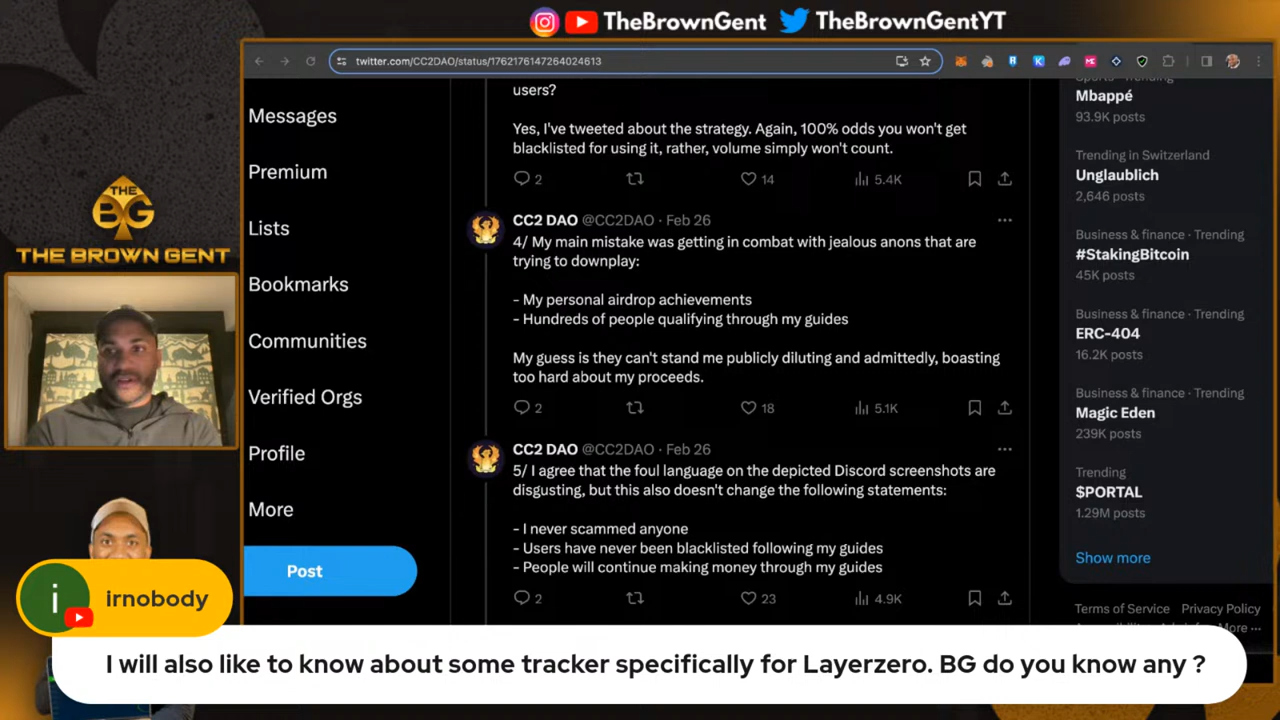 TheBrownGent TheBrownGentYT
twitter.com/CC2DAO/status/1762176147264024613
THE
BG
THE BROWN GENT
Messages
Premium
Lists
Bookmarks
Communities
Verified Orgs
Profile
More
Post
users?
Yes, I've tweeted about the strategy. Again, 100% odds you won't get
blacklisted for using it, rather, volume simply won't count.
2 14 5.4K
CC2 DAO @CC2DAO · Feb 26
4/ My main mistake was getting in combat with jealous anons that are
trying to downplay:
- My personal airdrop achievements
- Hundreds of people qualifying through my guides
My guess is they can't stand me publicly diluting and admittedly, boasting
too hard about my proceeds.
2 18 5.1K
CC2 DAO @CC2DAO · Feb 26
5/ I agree that the foul language on the depicted Discord screenshots are
disgusting, but this also doesn't change the following statements:
- I never scammed anyone
- Users have never been blacklisted following my guides
- People will continue making money through my guides
2 23 4.9K
Sports · Trending
Mbappé
93.9K posts
Trending in Switzerland
Unglaublich
2,646 posts
Business & finance · Trending
#StakingBitcoin
45K posts
Business & finance · Trending
ERC-404
16.2K posts
Business & finance · Trending
Magic Eden
239K posts
Trending
$PORTAL
1.29M posts
Show more
Terms of Service Privacy Policy
More ...
i irnobody
I will also like to know about some tracker specifically for Layerzero. BG do you know any ?